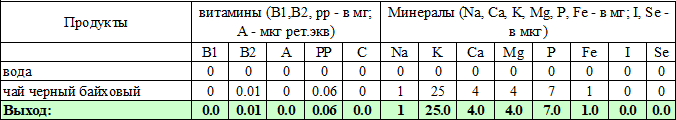 Продукты
витамины (B1,B2, pp - в мг;
А - мкг рет.экв)
Минералы (Na, Ca, K, Mg, P, Fe - в мг; I, Se -
в мкг)
B1 B2 A PP C Na K Ca Mg P Fe I Se
вода 0 0 0 0 0 0 0 0 0 0 0 0 0
чай черный байховый 0 0.01 0 0.06 0 1 25 4 4 7 1 0 0
Выход: 0.0 0.01 0.0 0.06 0.0 1 25.0 4.0 4.0 7.0 1.0 0.0 0.0